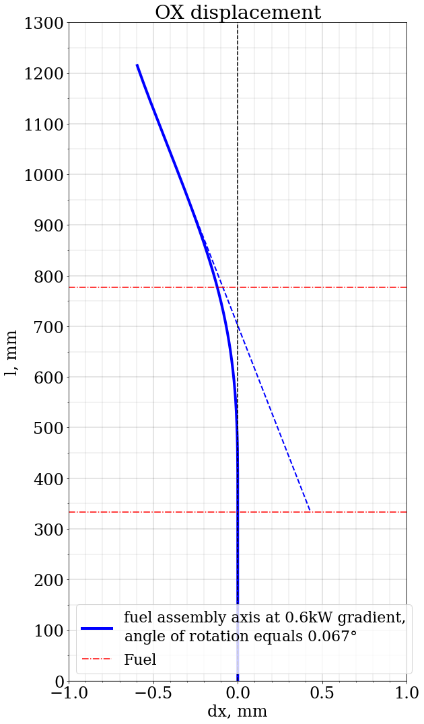 OX displacement
1300
1200
1100
1000
900
800
700
600
500
400
300
200
100
0
l, mm
fuel assembly axis at 0.6kW gradient,
angle of rotation equals 0.067°
Fuel
−1.0 −0.5 0.0 0.5 1.0
dx, mm